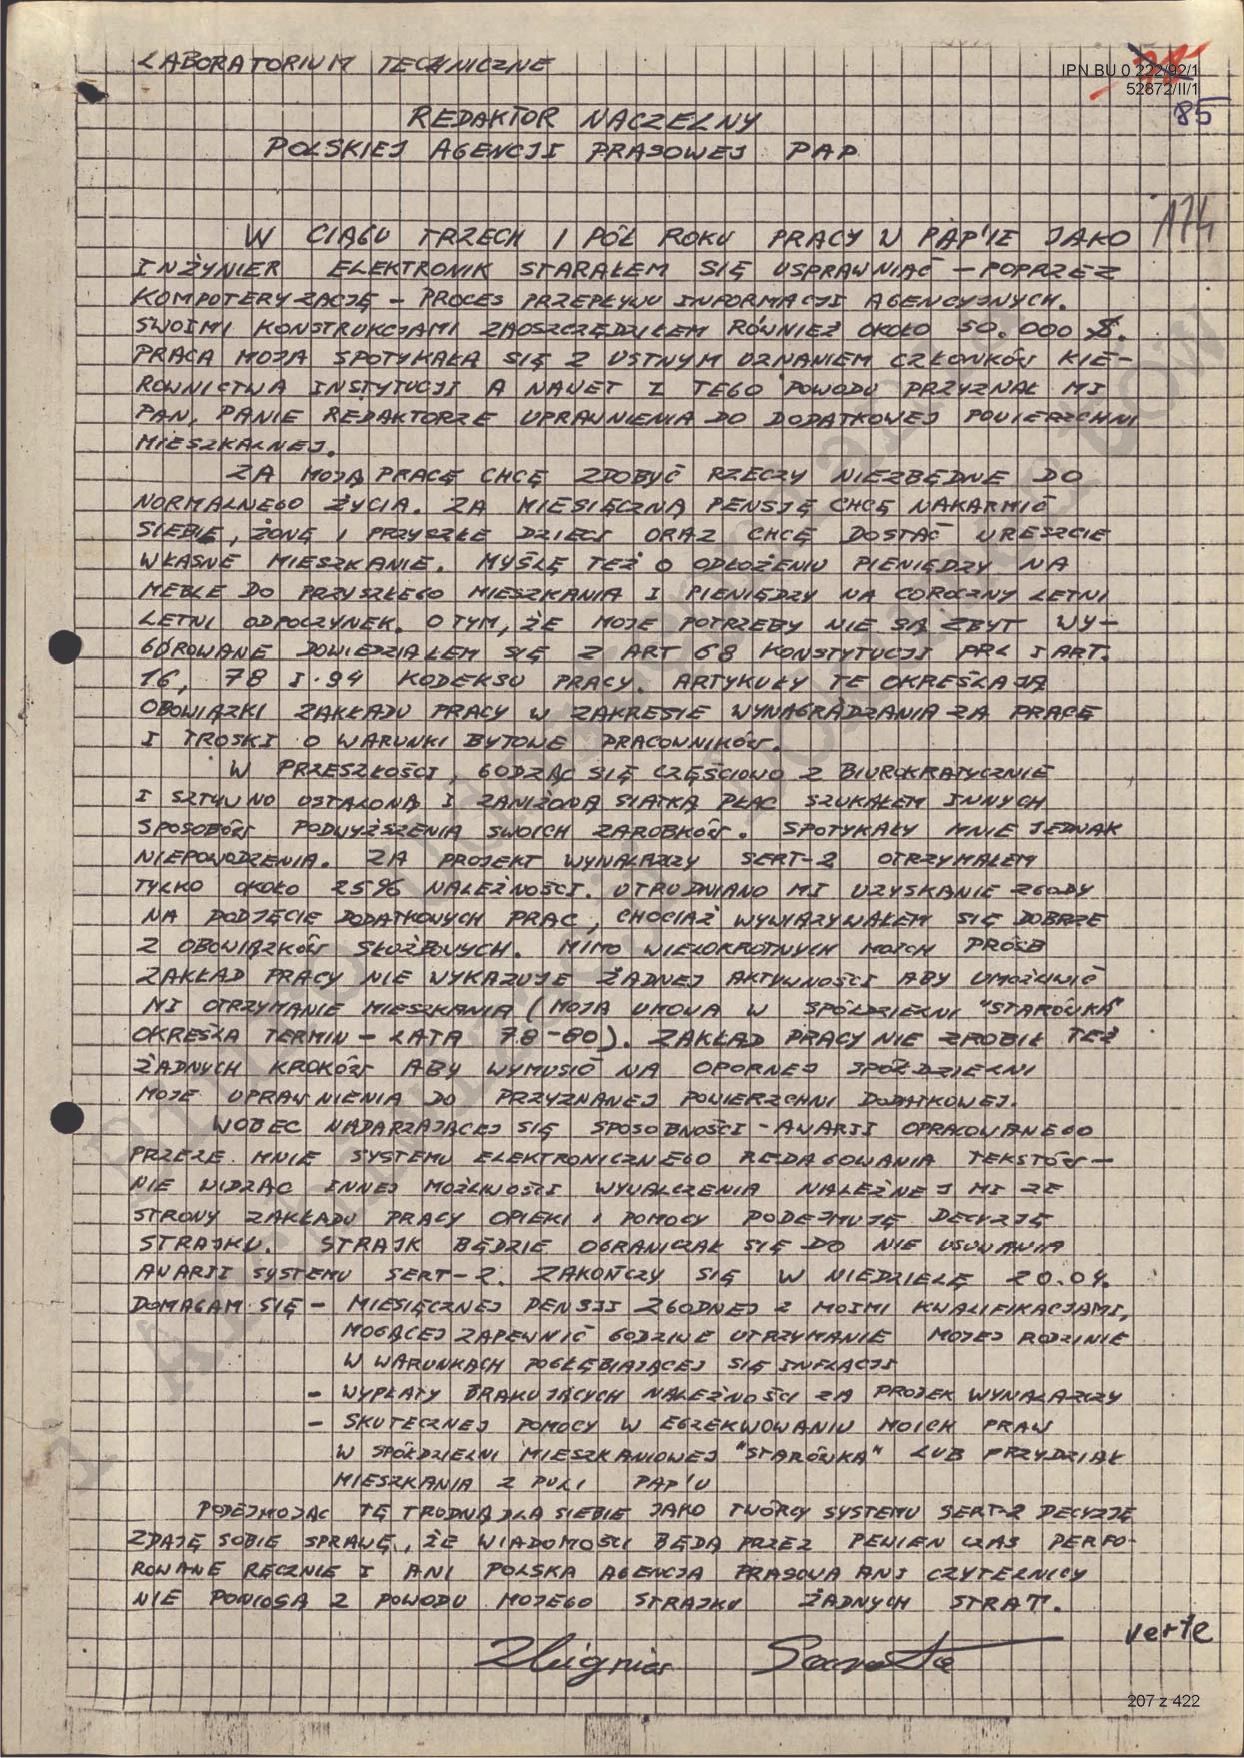 LABORATORIUM TECHNICZNE
IPN BU 0 222/92/1
52872/II/1
85
REDAKTOR NACZELNY
POLSKIEJ AGENCJI PRASOWEJ PAP
174
W CIĄGU TRZECH I PÓŁ ROKU PRACY W PAP'IE JAKO
INŻYNIER ELEKTRONIK STARAŁEM SIĘ USPRAWNIAĆ – POPRZEZ
KOMPUTERYZACJĘ – PROCES PRZEPŁYWU INFORMACJI AGENCYJNYCH.
SWOIMI KONSTRUKCJAMI ZAOSZCZĘDZIŁEM RÓWNIEŻ OKOŁO 50.000 $.
PRACA MOJA SPOTYKAŁA SIĘ Z USTNYM UZNANIEM CZŁONKÓW KIE-
ROWNICTWA INSTYTUCJI A NAWET Z TEGO POWODU PRZYZNAŁ MI
PAN, PANIE REDAKTORZE UPRAWNIENIA DO DODATKOWEJ POWIERZCHNI
MIESZKALNEJ.
ZA MOJĄ PRACĘ CHCĘ ZDOBYĆ RZECZY NIEZBĘDNE DO
NORMALNEGO ŻYCIA. ZA MIESIĘCZNĄ PENSJĘ CHCĘ NAKARMIĆ
SIEBIE, ŻONĘ I PRZYSZŁE DZIECI ORAZ CHCĘ DOSTAĆ WRESZCIE
WŁASNE MIESZKANIE. MYŚLĘ TEŻ O ODŁOŻENIU PIENIĘDZY NA
MEBLE DO PRZYSZŁEGO MIESZKANIA I PIENIĘDZY NA COROCZNY LETNI
LETNI ODPOCZYNEK. O TYM, ŻE MOJE POTRZEBY NIE SĄ ZBYT WY-
GÓROWANE DOWIEDZIAŁEM SIĘ Z ART 68 KONSTYTUCJI PRL I ART.
16, 78 I 94 KODEKSU PRACY. ARTYKUŁY TE OKREŚLAJĄ
OBOWIĄZKI ZAKŁADU PRACY W ZAKRESIE WYNAGRADZANIA ZA PRACĘ
I TROSKI O WARUNKI BYTOWE PRACOWNIKÓW.
W PRZESZŁOŚCI, GODZĄC SIĘ CZĘŚCIOWO Z BIUROKRATYCZNIE
I SZTYWNO USTALONĄ I ZANIŻONĄ SIATKĄ PŁAC SZUKAŁEM INNYCH
SPOSOBÓW PODWYŻSZENIA SWOICH ZAROBKÓW. SPOTYKAŁY MNIE JEDNAK
NIEPOWODZENIA. ZA PROJEKT WYNALAZCZY SERT-2 OTRZYMAŁEM
TYLKO OKOŁO 25% NALEŻNOŚCI. UTRUDNIANO MI UZYSKANIE ZGODY
NA PODJĘCIE DODATKOWYCH PRAC, CHOCIAŻ WYWIĄZYWAŁEM SIĘ DOBRZE
Z OBOWIĄZKÓW SŁUŻBOWYCH. MIMO WIELOKROTNYCH MOICH PRÓŚB
ZAKŁAD PRACY NIE WYKAZUJE ŻADNEJ AKTYWNOŚCI ABY UMOŻLIWIĆ
MI OTRZYMANIE MIESZKANIA (MOJA UMOWA W SPÓŁDZIELNI "STARÓWKA"
OKREŚLA TERMIN – LATA 78-80). ZAKŁAD PRACY NIE ZROBIŁ TEŻ
ŻADNYCH KROKÓW ABY WYMUSIĆ NA OPORNEJ SPÓŁDZIELNI
MOJE UPRAWNIENIA DO PRZYZNANEJ POWIERZCHNI DODATKOWEJ.
WOBEC NADARZAJĄCEJ SIĘ SPOSOBNOŚCI – AWARII OPRACOWANEGO
PRZEZE MNIE SYSTEMU ELEKTRONICZNEGO REDAGOWANIA TEKSTÓW –
NIE WIDZĄC INNEJ MOŻLIWOŚCI WYWALCZENIA NALEŻNEJ MI ZE
STRONY ZAKŁADU PRACY OPIEKI I POMOCY PODEJMUJĘ DECYZJĘ
STRAJKU. STRAJK BĘDZIE OGRANICZAŁ SIĘ DO NIE USUWANIA
AWARII SYSTEMU SERT-2. ZAKOŃCZY SIĘ W NIEDZIELĘ 20.04.
DOMAGAM SIĘ – MIESIĘCZNEJ PENSJI ZGODNEJ Z MOIMI KWALIFIKACJAMI,
MOGĄCEJ ZAPEWNIĆ GODZIWE UTRZYMANIE MOJEJ RODZINIE
W WARUNKACH POGŁĘBIAJĄCEJ SIĘ INFLACJI
– WYPŁATY BRAKUJĄCYCH NALEŻNOŚCI ZA PROJEK WYNALAZCZY
– SKUTECZNEJ POMOCY W EGZEKWOWANIU MOICH PRAW
W SPÓŁDZIELNI MIESZKANIOWEJ "STARÓWKA" LUB PRZYDZIAŁ
MIESZKANIA Z PULI PAP'U
PODEJMUJĄC TĘ TRUDNĄ DLA SIEBIE JAKO TWÓRCY SYSTEMU SERT-2 DECYZJĘ
ZDAJĘ SOBIE SPRAWĘ, ŻE WIADOMOŚCI BĘDĄ PRZEZ PEWIEN CZAS PERFO-
ROWANE RĘCZNIE I ANI POLSKA AGENCJA PRASOWA ANI CZYTELNICY
NIE PONIOSĄ Z POWODU MOJEGO STRAJKU ŻADNYCH STRAT.
verte
Zbigniew
207 z 422